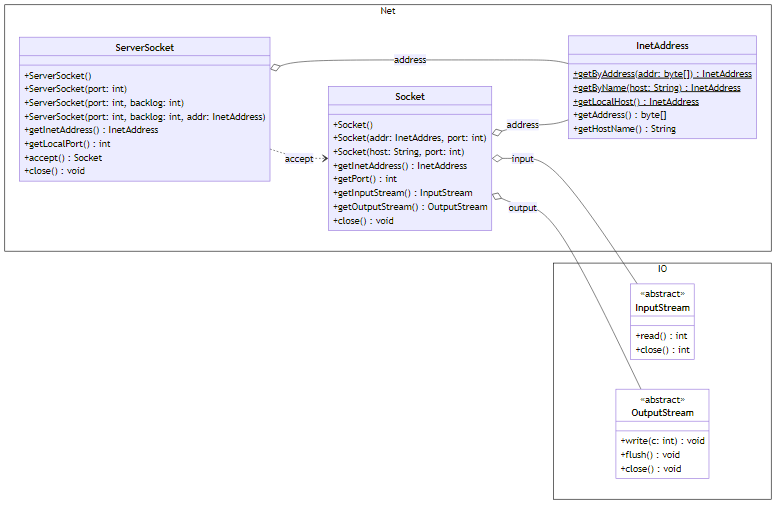 Net
ServerSocket
+ServerSocket()
+ServerSocket(port: int)
+ServerSocket(port: int, backlog: int)
+ServerSocket(port: int, backlog: int, addr: InetAddress)
+getInetAddress() : InetAddress
+getLocalPort() : int
+accept() : Socket
+close() : void
address
InetAddress
+getByAddress(addr: byte[]) : InetAddress
+getByName(host: String) : InetAddress
+getLocalHost() : InetAddress
+getAddress() : byte[]
+getHostName() : String
accept
Socket
+Socket()
+Socket(addr: InetAddres, port: int)
+Socket(host: String, port: int)
+getInetAddress() : InetAddress
+getPort() : int
+getInputStream() : InputStream
+getOutputStream() : OutputStream
+close() : void
address
input
output
IO
«abstract»
InputStream
+read() : int
+close() : int
«abstract»
OutputStream
+write(c: int) : void
+flush() : void
+close() : void